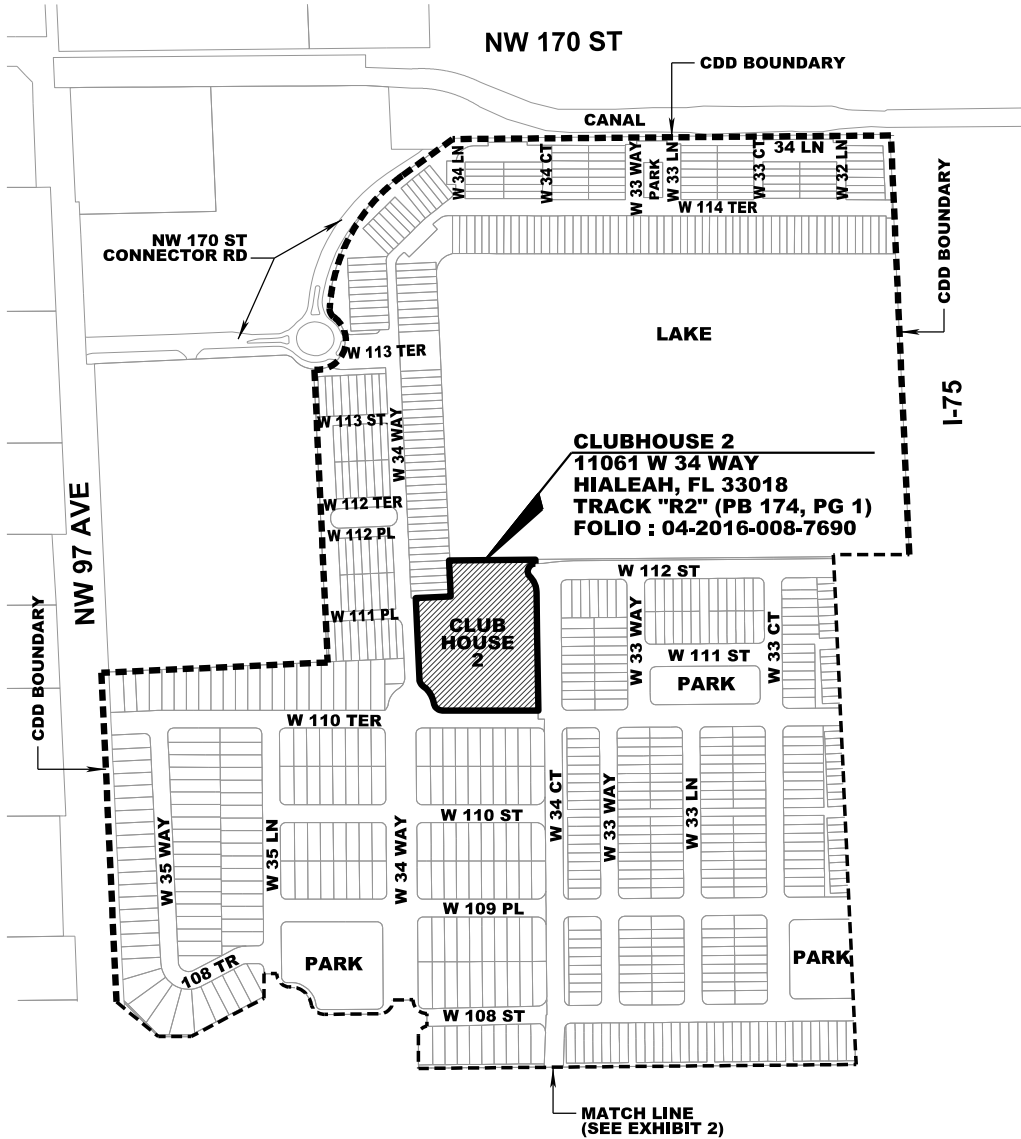 NW 170 ST
CDD BOUNDARY
CANAL
34 LN
W 34 LN
W 34 CT
W 33 WAY
PARK
W 33 LN
W 33 CT
W 32 LN
W 114 TER
NW 170 ST
CONNECTOR RD
CDD BOUNDARY
LAKE
W 113 TER
I-75
W 113 ST
W 34 WAY
CLUBHOUSE 2
11061 W 34 WAY
HIALEAH, FL 33018
TRACK "R2" (PB 174, PG 1)
FOLIO : 04-2016-008-7690
NW 97 AVE
W 112 TER
W 112 PL
W 112 ST
W 111 PL
CLUB
HOUSE
2
W 33 WAY
W 111 ST
W 33 CT
PARK
CDD BOUNDARY
W 110 TER
W 34 CT
W 33 WAY
W 33 LN
W 110 ST
W 35 WAY
W 35 LN
W 34 WAY
W 109 PL
108 TR
PARK
PARK
W 108 ST
MATCH LINE
(SEE EXHIBIT 2)